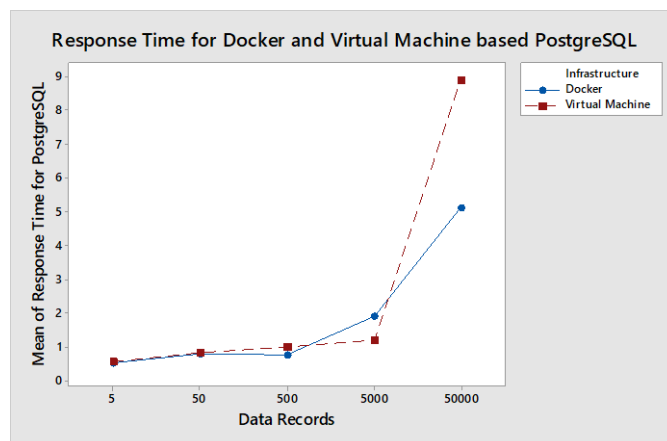 Response Time for Docker and Virtual Machine based PostgreSQL
Infrastructure
Docker
Virtual Machine
Mean of Response Time for PostgreSQL
9
8
7
6
5
4
3
2
1
0
5 50 500 5000 50000
Data Records